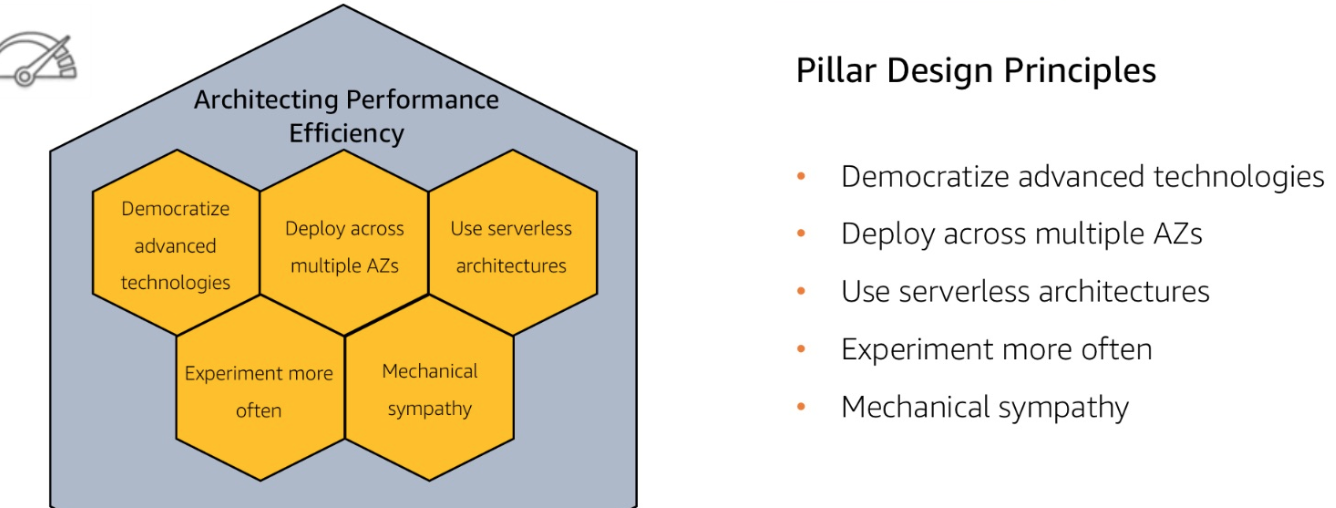 Architecting Performance
Efficiency
Democratize
advanced
technologies
Deploy across
multiple AZs
Use serverless
architectures
Experiment more
often
Mechanical
sympathy
Pillar Design Principles
• Democratize advanced technologies
• Deploy across multiple AZs
• Use serverless architectures
• Experiment more often
• Mechanical sympathy